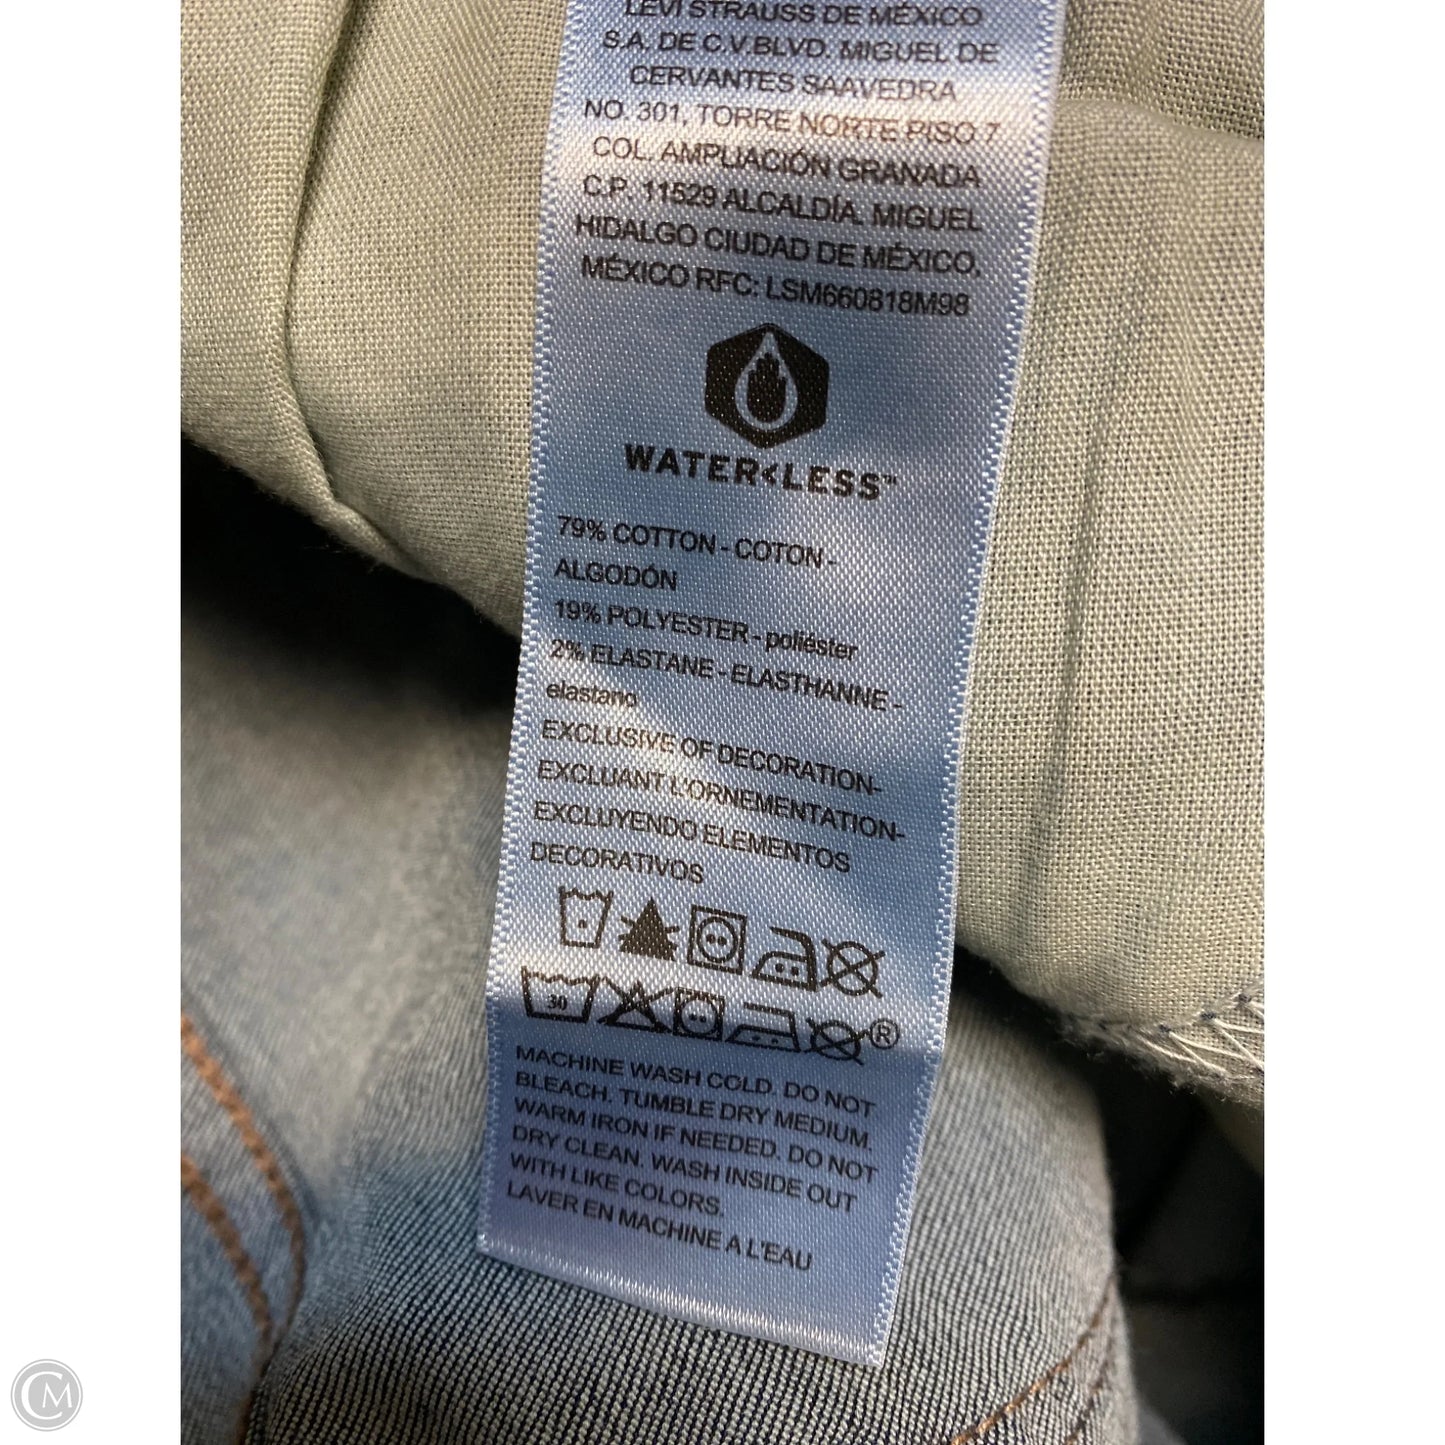 LEVI STRAUSS DE MÉXICO
S.A. DE C.V.BLVD. MIGUEL DE
CERVANTES SAAVEDRA
NO. 301, TORRE NORTE PISO 7
COL. AMPLIACIÓN GRANADA
C.P. 11529 ALCALDÍA. MIGUEL
HIDALGO CIUDAD DE MÉXICO,
MÉXICO RFC: LSM660818M98
WATER<LESS™
79% COTTON - COTON -
ALGODÓN
19% POLYESTER - poliéster
2% ELASTANE - ELASTHANNE -
elastano
EXCLUSIVE OF DECORATION-
EXCLUANT L'ORNEMENTATION-
EXCLUYENDO ELEMENTOS
DECORATIVOS
30 ®
MACHINE WASH COLD. DO NOT
BLEACH. TUMBLE DRY MEDIUM.
WARM IRON IF NEEDED. DO NOT
DRY CLEAN. WASH INSIDE OUT
WITH LIKE COLORS.
LAVER EN MACHINE A L'EAU
CM